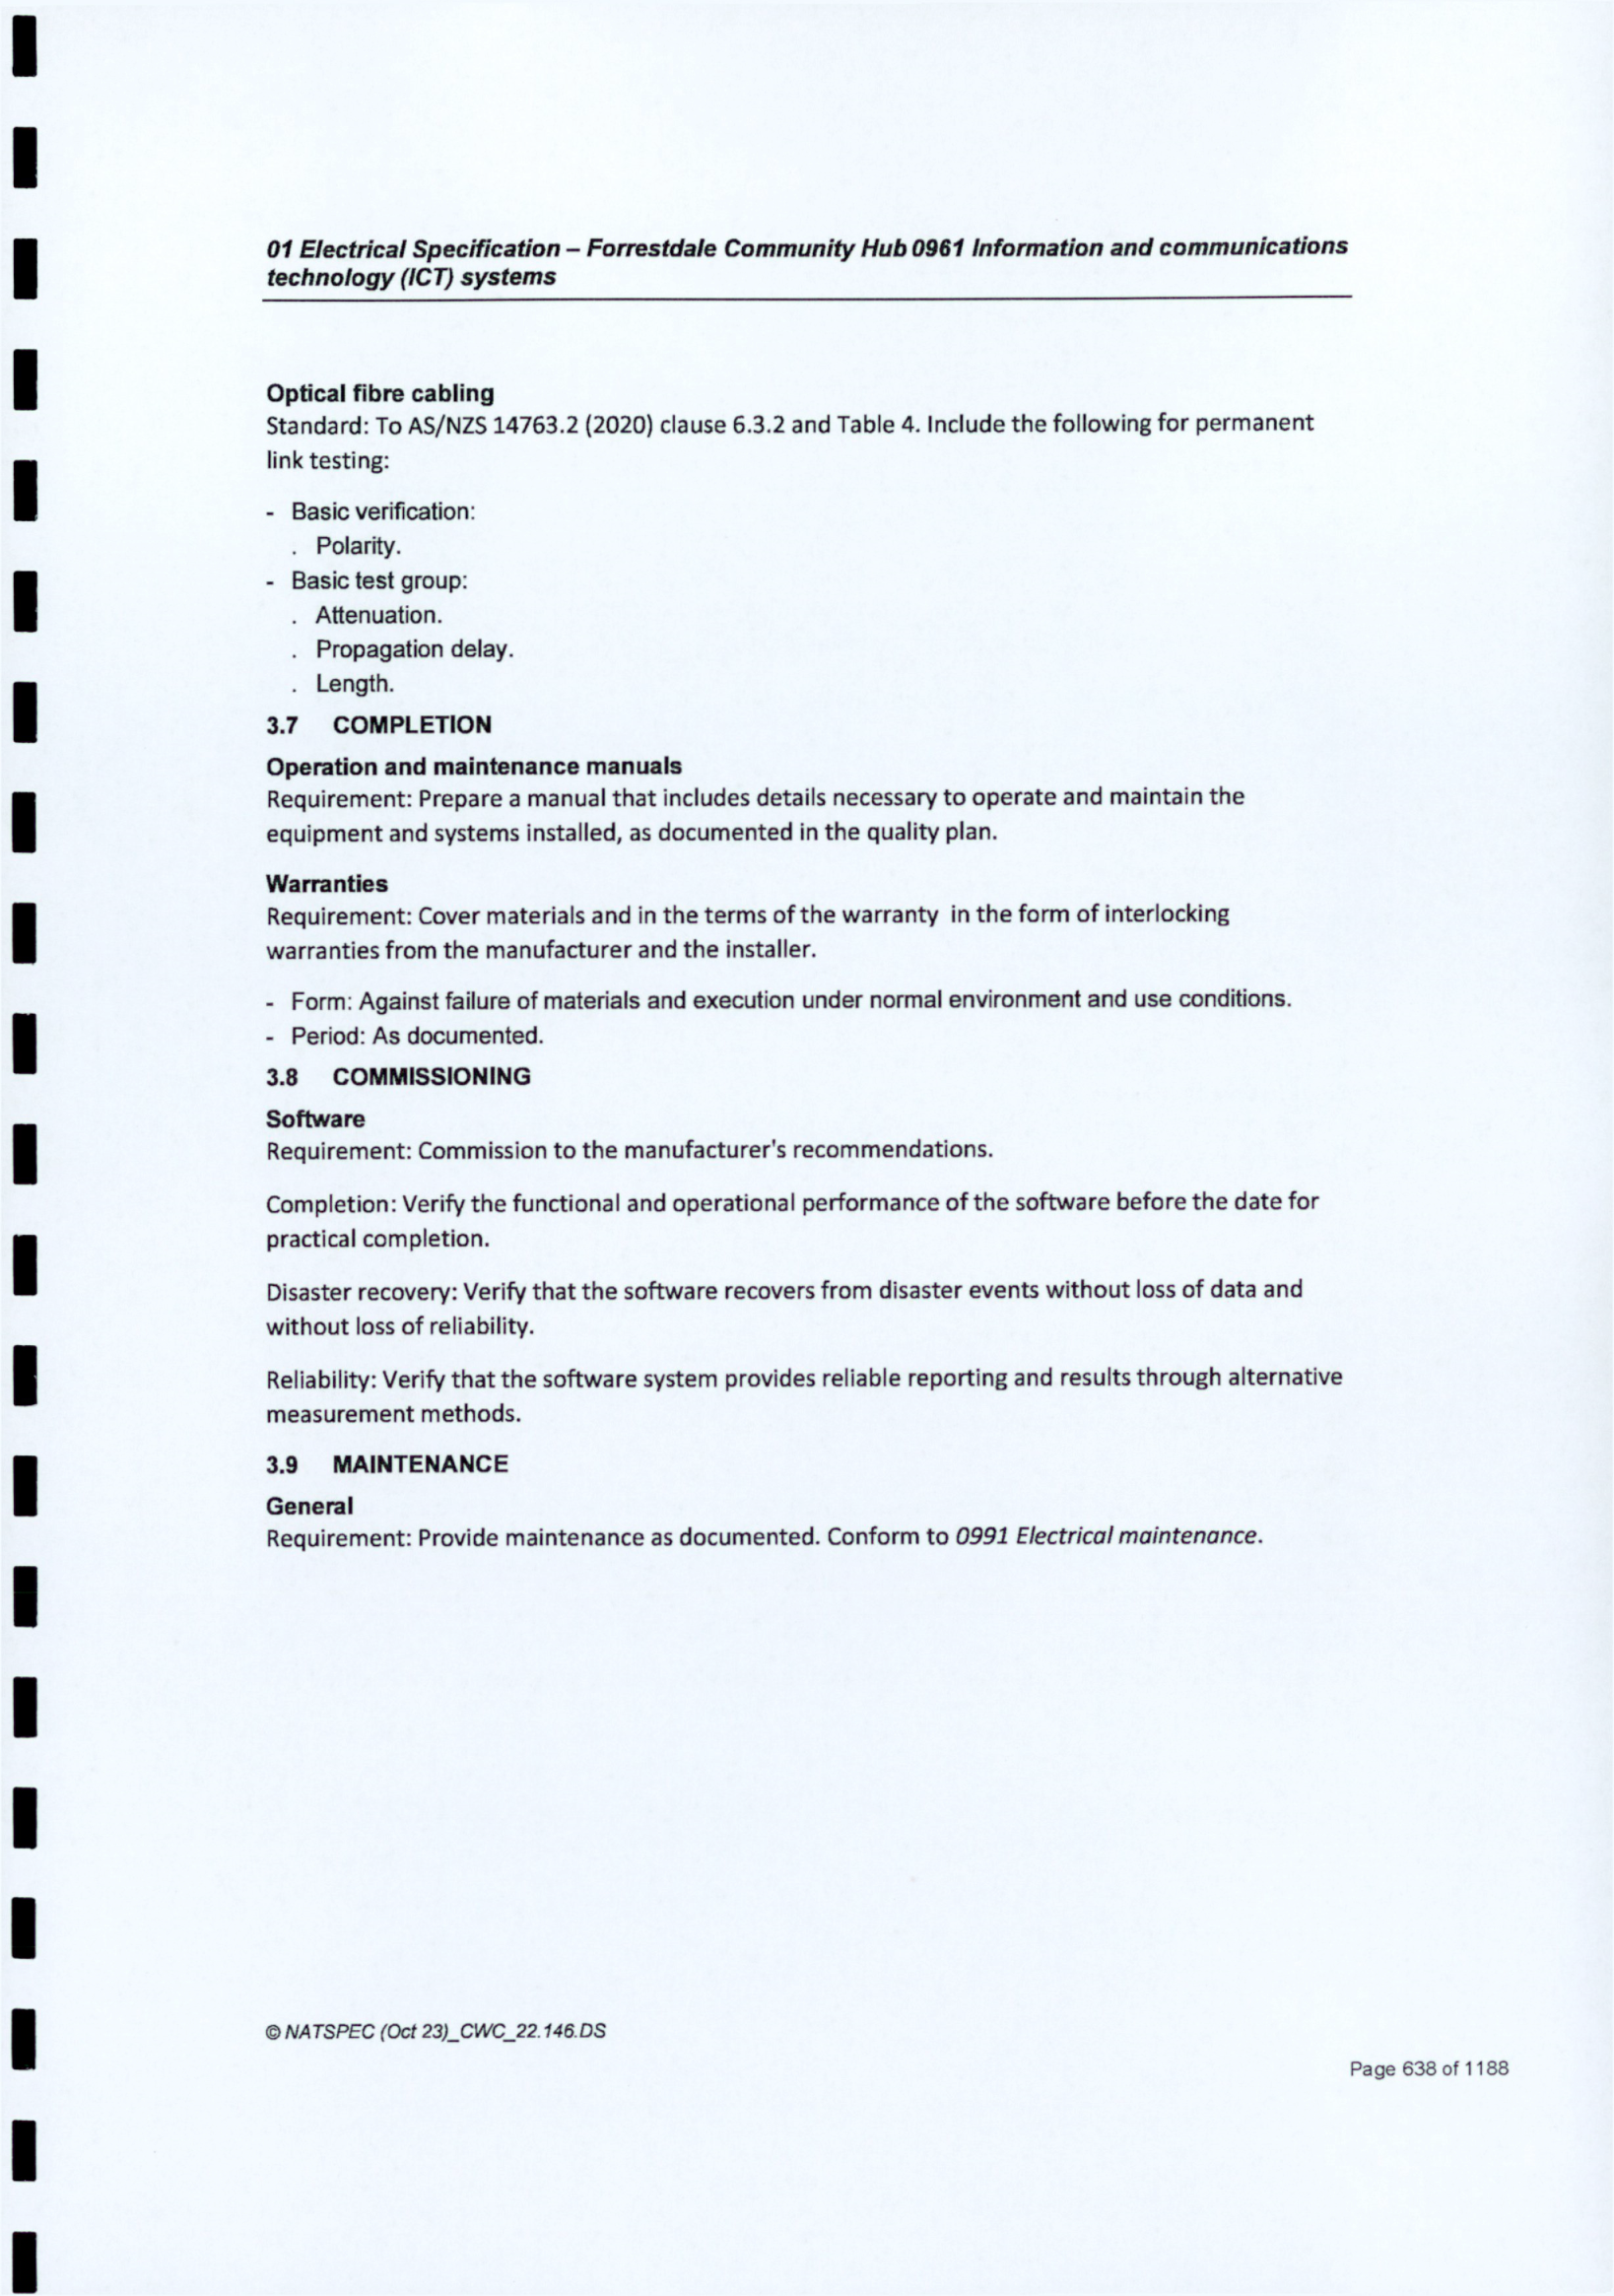 01 Electrical Specification – Forrestdale Community Hub 0961 Information and communications
technology (ICT) systems
Optical fibre cabling
Standard: To AS/NZS 14763.2 (2020) clause 6.3.2 and Table 4. Include the following for permanent
link testing:
- Basic verification:
. Polarity.
- Basic test group:
. Attenuation.
. Propagation delay.
. Length.
3.7 COMPLETION
Operation and maintenance manuals
Requirement: Prepare a manual that includes details necessary to operate and maintain the
equipment and systems installed, as documented in the quality plan.
Warranties
Requirement: Cover materials and in the terms of the warranty in the form of interlocking
warranties from the manufacturer and the installer.
- Form: Against failure of materials and execution under normal environment and use conditions.
- Period: As documented.
3.8 COMMISSIONING
Software
Requirement: Commission to the manufacturer's recommendations.
Completion: Verify the functional and operational performance of the software before the date for
practical completion.
Disaster recovery: Verify that the software recovers from disaster events without loss of data and
without loss of reliability.
Reliability: Verify that the software system provides reliable reporting and results through alternative
measurement methods.
3.9 MAINTENANCE
General
Requirement: Provide maintenance as documented. Conform to 0991 Electrical maintenance.
© NATSPEC (Oct 23)_CWC_22.146.DS
Page 638 of 1188